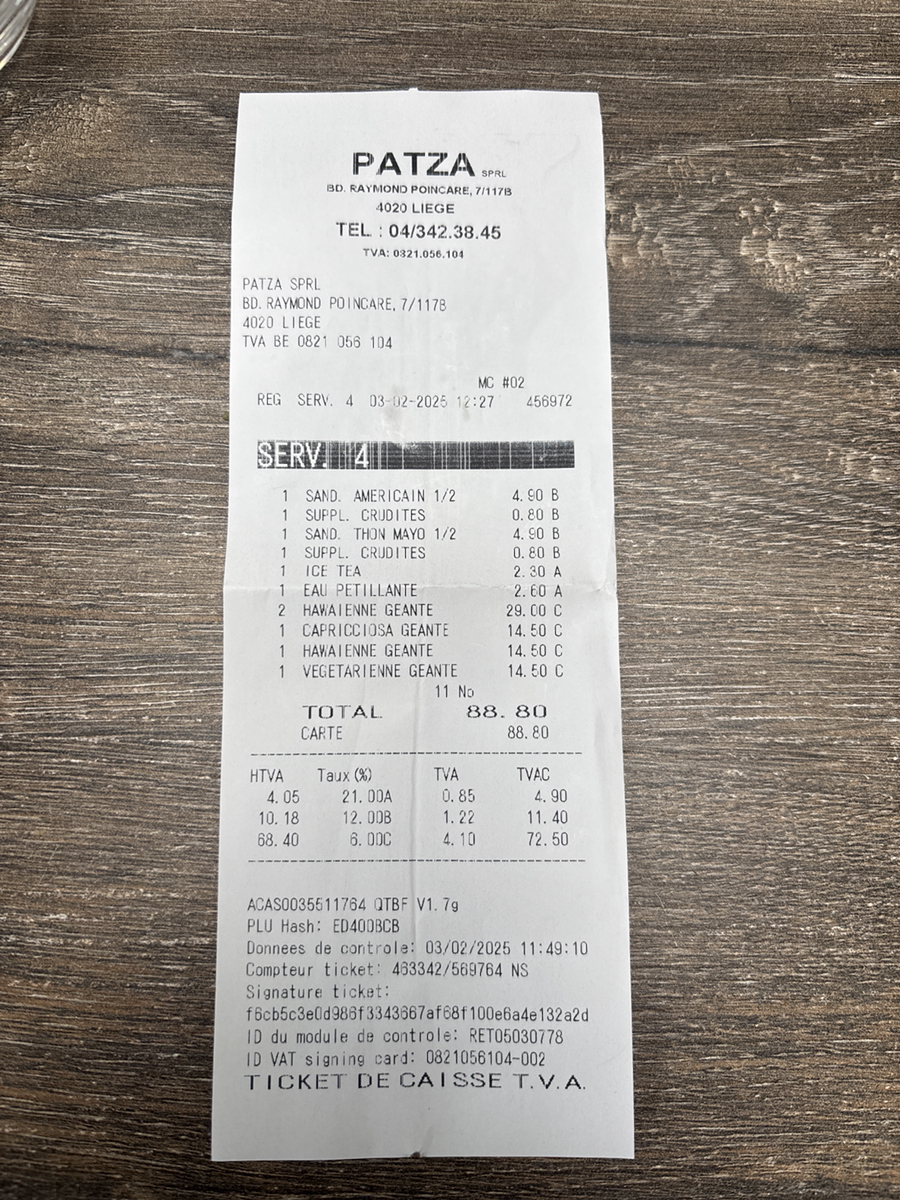 PATZA SPRL
BD. RAYMOND POINCARE, 7/117B
4020 LIEGE
TEL. : 04/342.38.45
TVA: 0821.056.104
PATZA SPRL
BD. RAYMOND POINCARE, 7/117B
4020 LIEGE
TVA BE 0821 056 104
MC #02
REG SERV. 4 03-02-2025 12:27 456972
SERV. 4
1 SAND. AMERICAIN 1/2 4.90 B
1 SUPPL. CRUDITES 0.80 B
1 SAND. THON MAYO 1/2 4.90 B
1 SUPPL. CRUDITES 0.80 B
1 ICE TEA 2.30 A
1 EAU PETILLANTE 2.60 A
2 HAWAIENNE GEANTE 29.00 C
1 CAPRICCIOSA GEANTE 14.50 C
1 HAWAIENNE GEANTE 14.50 C
1 VEGETARIENNE GEANTE 14.50 C
11 No
TOTAL 88.80
CARTE 88.80
HTVA Taux(%) TVA TVAC
4.05 21.00A 0.85 4.90
10.18 12.00B 1.22 11.40
68.40 6.00C 4.10 72.50
ACAS0035511764 QTBF V1.7g
PLU Hash: ED40DBCB
Donnees de controle: 03/02/2025 11:49:10
Compteur ticket: 463342/569764 NS
Signature ticket:
f6cb5c3e0d986f3343667af68f100e6a4e132a2d
ID du module de controle: RET05030778
ID VAT signing card: 0821056104-002
TICKET DE CAISSE T.V.A.